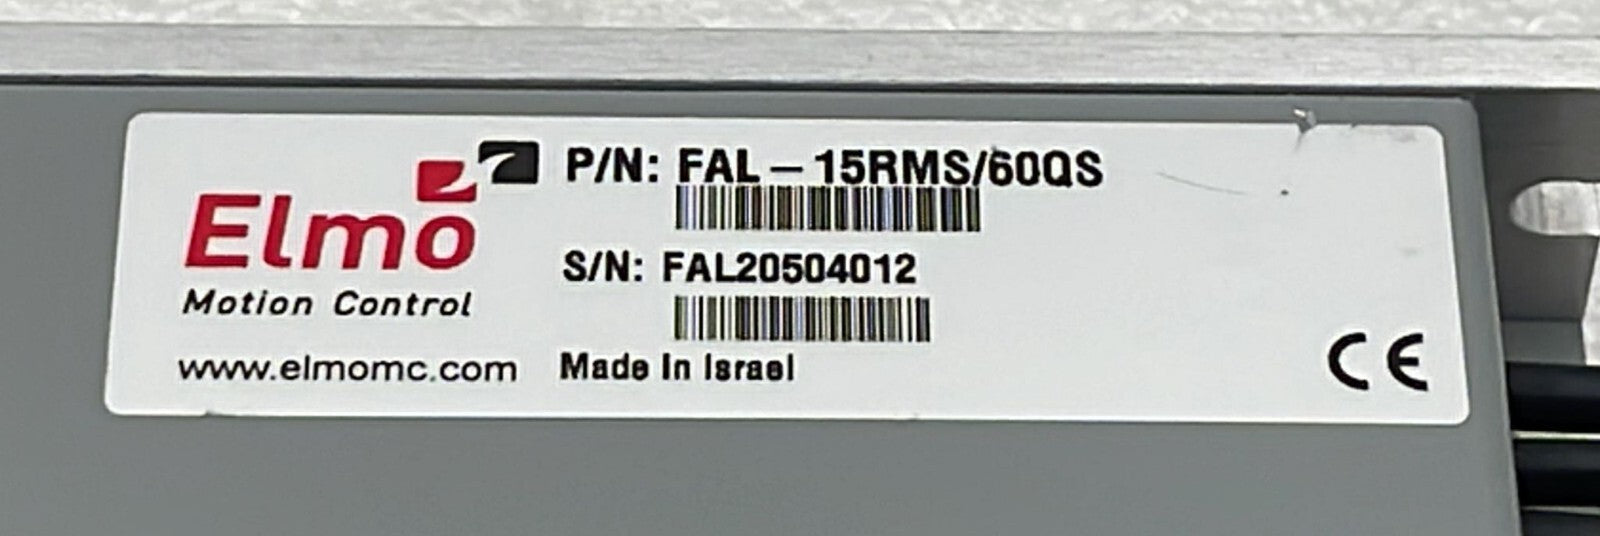 Elmo
Motion Control
www.elmomc.com
P/N: FAL-15RMS/60QS
S/N: FAL20504012
Made In Israel
CE